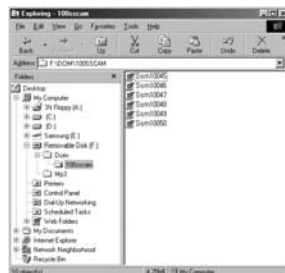 Exploring - 100sscam
File Edit View Go Favorites Tools Help
Back Up Cut Copy Paste Undo Delete
Address F:\DCIM\100SSCAM
Folders
Desktop
My Computer
3½ Floppy (A:)
(C:)
(D:)
Samsung (E:)
Removable Disk (F:)
Dcim
100sscam
Mp3
Printers
Control Panel
Dial-Up Networking
Scheduled Tasks
Web Folders
My Documents
Internet Explorer
Network Neighborhood
Recycle Bin
Ssm10045
Ssm10046
Ssm10047
Ssm10048
Ssm10049
Ssm10050
My Computer